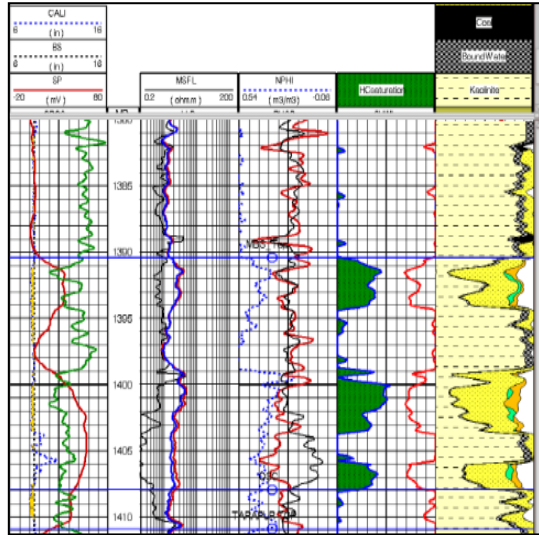 CALI
6 (in) 16
BS
6 (in) 16
SP
-20 (mV) 80
MSFL
0.2 (ohmm) 200
NPHI
0.54 (m3/m3) -0.06
HCsaturation
Coal
BoundWater
Kaolinite
1385
1390
1395
1400
1405
1410